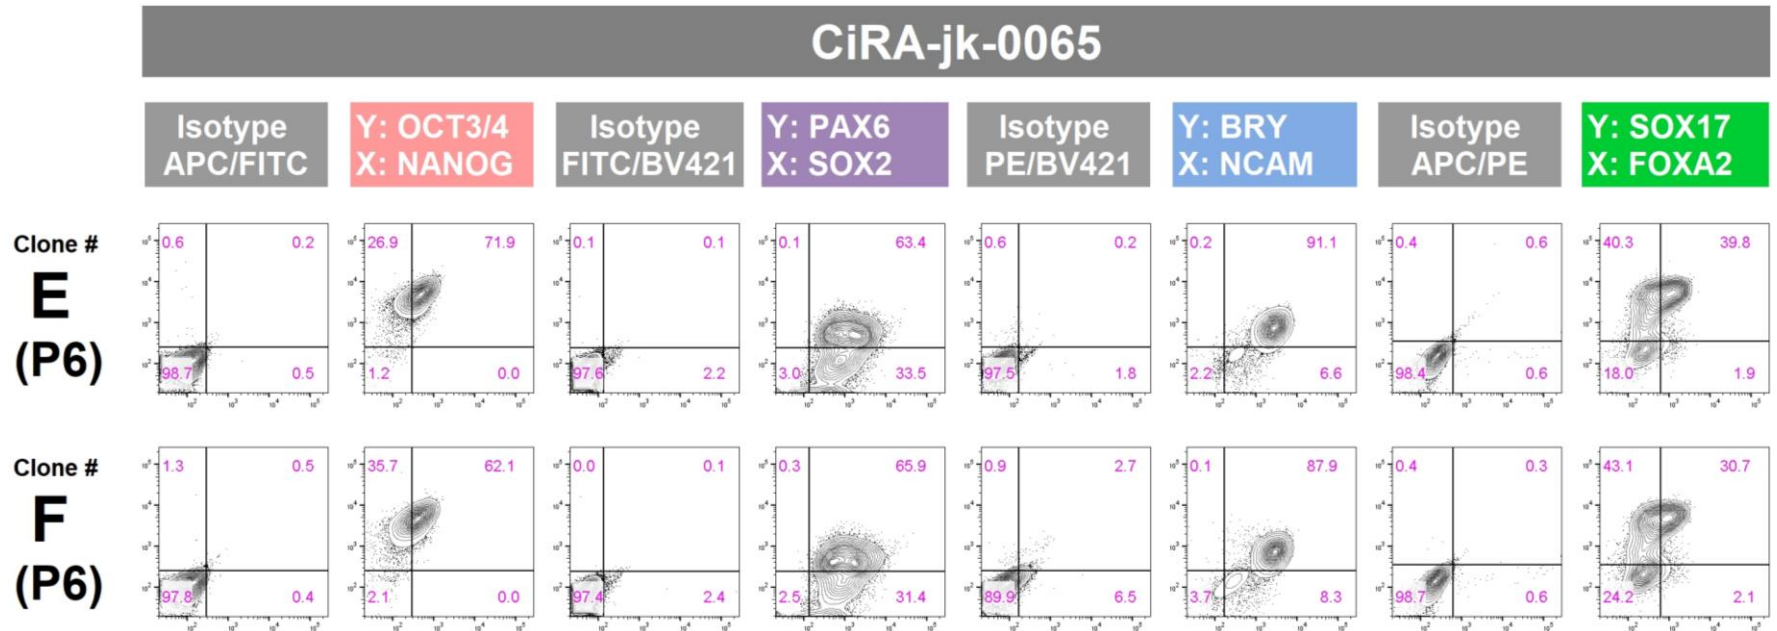 CiRA-jk-0065
Isotype
APC/FITC
Y: OCT3/4
X: NANOG
Isotype
FITC/BV421
Y: PAX6
X: SOX2
Isotype
PE/BV421
Y: BRY
X: NCAM
Isotype
APC/PE
Y: SOX17
X: FOXA2
Clone #
E
(P6)
0.6 0.2
98.7 0.5
26.9 71.9
1.2 0.0
0.1 0.1
97.6 2.2
0.1 63.4
3.0 33.5
0.6 0.2
97.5 1.8
0.2 91.1
2.2 6.6
0.4 0.6
98.4 0.6
40.3 39.8
18.0 1.9
Clone #
F
(P6)
1.3 0.5
97.8 0.4
35.7 62.1
2.1 0.0
0.0 0.1
97.4 2.4
0.3 65.9
2.5 31.4
0.9 2.7
89.9 6.5
0.1 87.9
3.7 8.3
0.4 0.3
98.7 0.6
43.1 30.7
24.2 2.1